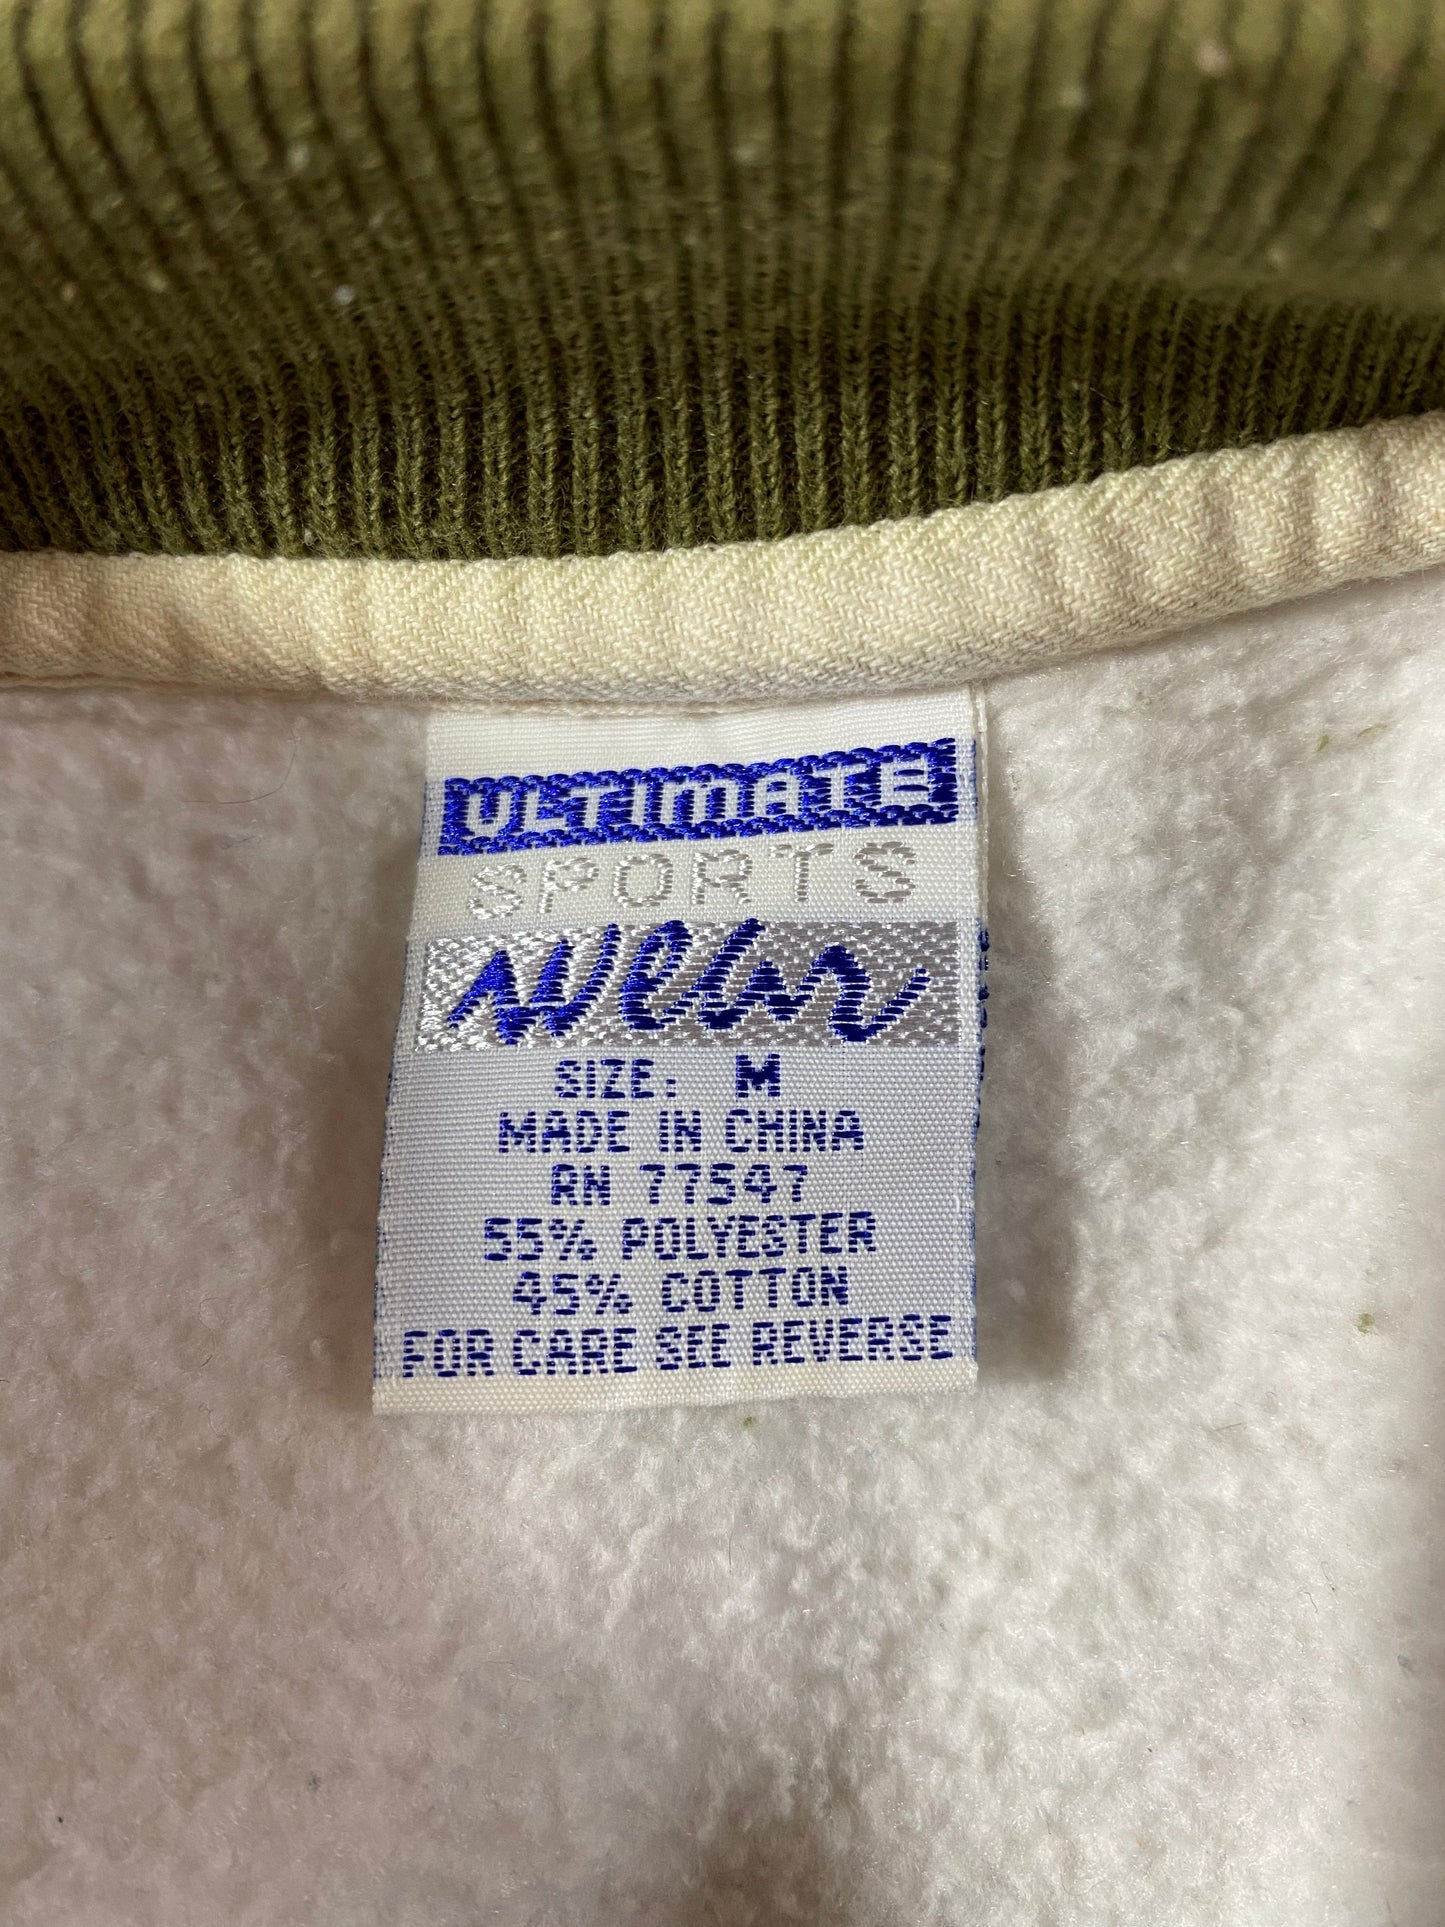 ULTIMATE
SPORTS
Wear
SIZE: M
MADE IN CHINA
RN 77547
55% POLYESTER
45% COTTON
FOR CARE SEE REVERSE